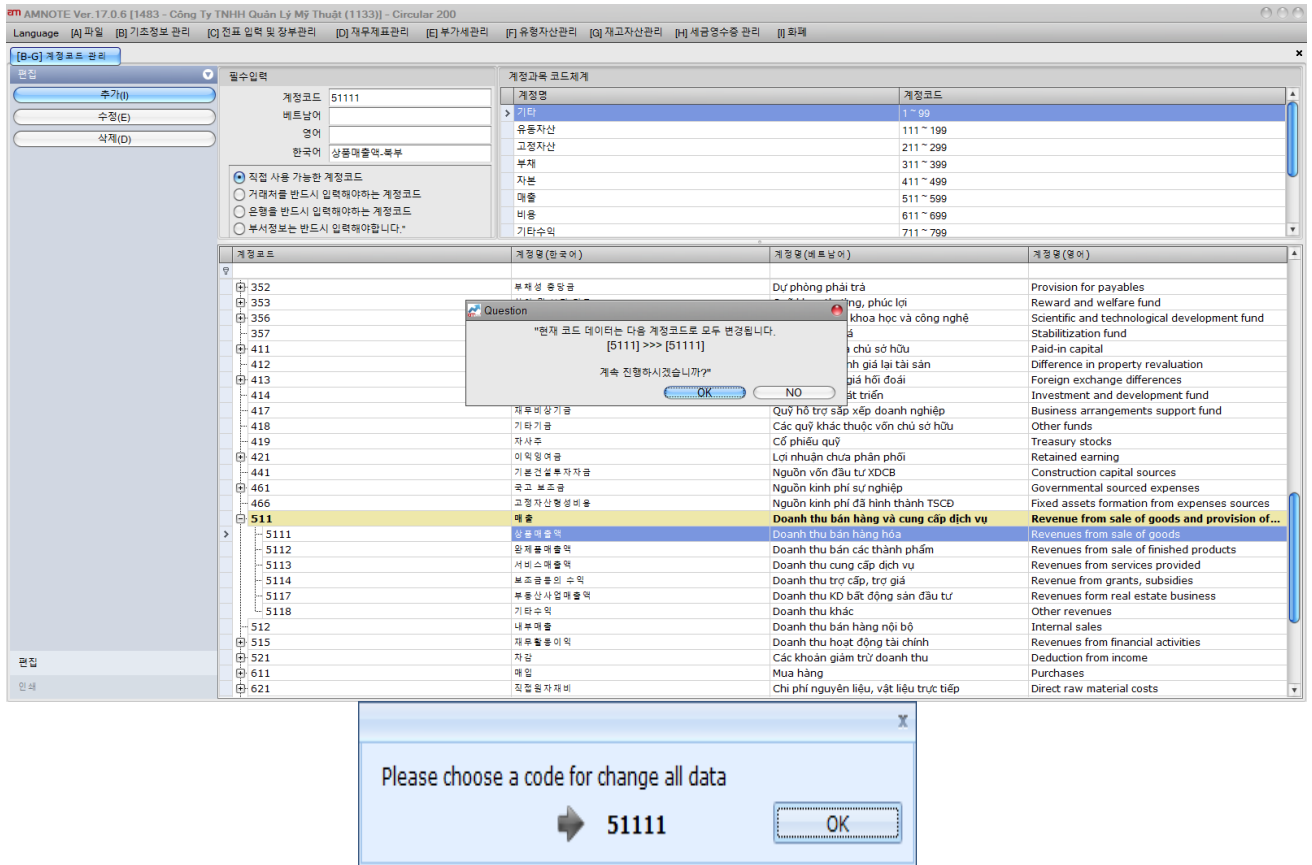 am AMNOTE Ver.17.0.6 [1483 - Công Ty TNHH Quản Lý Mỹ Thuật (1133)] - Circular 200
Language [A] 파일 [B] 기초정보 관리 [C] 전표 입력 및 장부관리 [D] 재무제표관리 [E] 부가세관리 [F] 유형자산관리 [G] 재고자산관리 [H] 세금영수증 관리 [I] 화폐
[B-G] 계정코드 관리 x
편집
추가(I)
수정(E)
삭제(D)
필수입력
계정코드 51111
베트남어
영어
한국어 상품매출액-북부
직접 사용 가능한 계정코드
거래처를 반드시 입력해야하는 계정코드
은행을 반드시 입력해야하는 계정코드
부서정보는 반드시 입력해야합니다."
계정과목 코드체계
계정명 계정코드
기타 1 ~ 99
유동자산 111 ~ 199
고정자산 211 ~ 299
부채 311 ~ 399
자본 411 ~ 499
매출 511 ~ 599
비용 611 ~ 699
기타수익 711 ~ 799
계정코드 계정명(한국어) 계정명(베트남어) 계정명(영어)
352 부채성 충당금 Dự phòng phải trả Provision for payables
353 phúc lợi Reward and welfare fund
356 khoa học và công nghệ Scientific and technological development fund
357 Stabilitization fund
411 chủ sở hữu Paid-in capital
412 giá lại tài sản Difference in property revaluation
413 giá hối đoái Foreign exchange differences
414 triển Investment and development fund
417 재무비상기금 Quỹ hỗ trợ sắp xếp doanh nghiệp Business arrangements support fund
418 기타기금 Các quỹ khác thuộc vốn chủ sở hữu Other funds
419 자사주 Cổ phiếu quỹ Treasury stocks
421 이익잉여금 Lợi nhuận chưa phân phối Retained earning
441 기본건설투자자금 Nguồn vốn đầu tư XDCB Construction capital sources
461 국고 보조금 Nguồn kinh phí sự nghiệp Governmental sourced expenses
466 고정자산형성비용 Nguồn kinh phí đã hình thành TSCĐ Fixed assets formation from expenses sources
511 매출 Doanh thu bán hàng và cung cấp dịch vụ Revenue from sale of goods and provision of...
5111 상품매출액 Doanh thu bán hàng hóa Revenues from sale of goods
5112 완제품매출액 Doanh thu bán các thành phẩm Revenues from sale of finished products
5113 서비스매출액 Doanh thu cung cấp dịch vụ Revenues from services provided
5114 보조금등의 수익 Doanh thu trợ cấp, trợ giá Revenue from grants, subsidies
5117 부동산사업매출액 Doanh thu KD bất động sản đầu tư Revenues form real estate business
5118 기타수익 Doanh thu khác Other revenues
512 내부매출 Doanh thu bán hàng nội bộ Internal sales
515 재무활동이익 Doanh thu hoạt động tài chính Revenues from financial activities
521 차감 Các khoản giảm trừ doanh thu Deduction from income
611 매입 Mua hàng Purchases
621 직접원자재비 Chi phí nguyên liệu, vật liệu trực tiếp Direct raw material costs
편집
인쇄
Question
"현재 코드 데이터는 다음 계정코드로 모두 변경됩니다.
[5111] >>> [51111]
계속 진행하시겠습니까?"
OK NO
x
Please choose a code for change all data
51111 OK